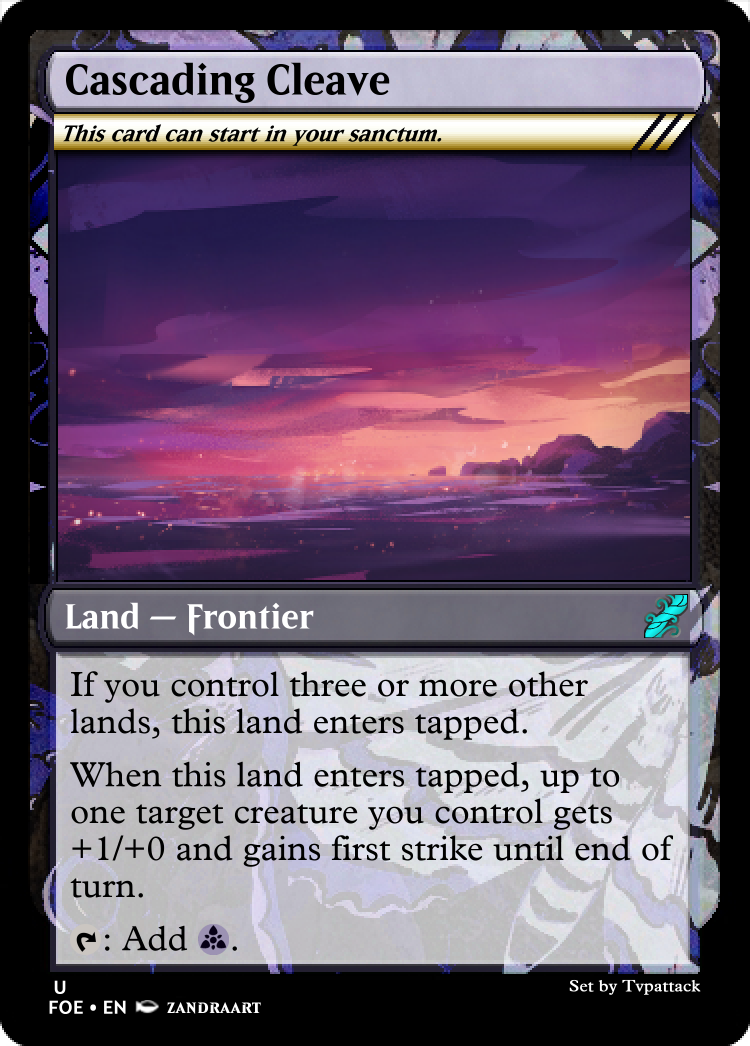 Cascading Cleave
This card can start in your sanctum.
Land — Frontier
If you control three or more other
lands, this land enters tapped.
When this land enters tapped, up to
one target creature you control gets
+1/+0 and gains first strike until end of
turn.
: Add .
U
Set by Tvpattack
FOE • EN ZANDRAART